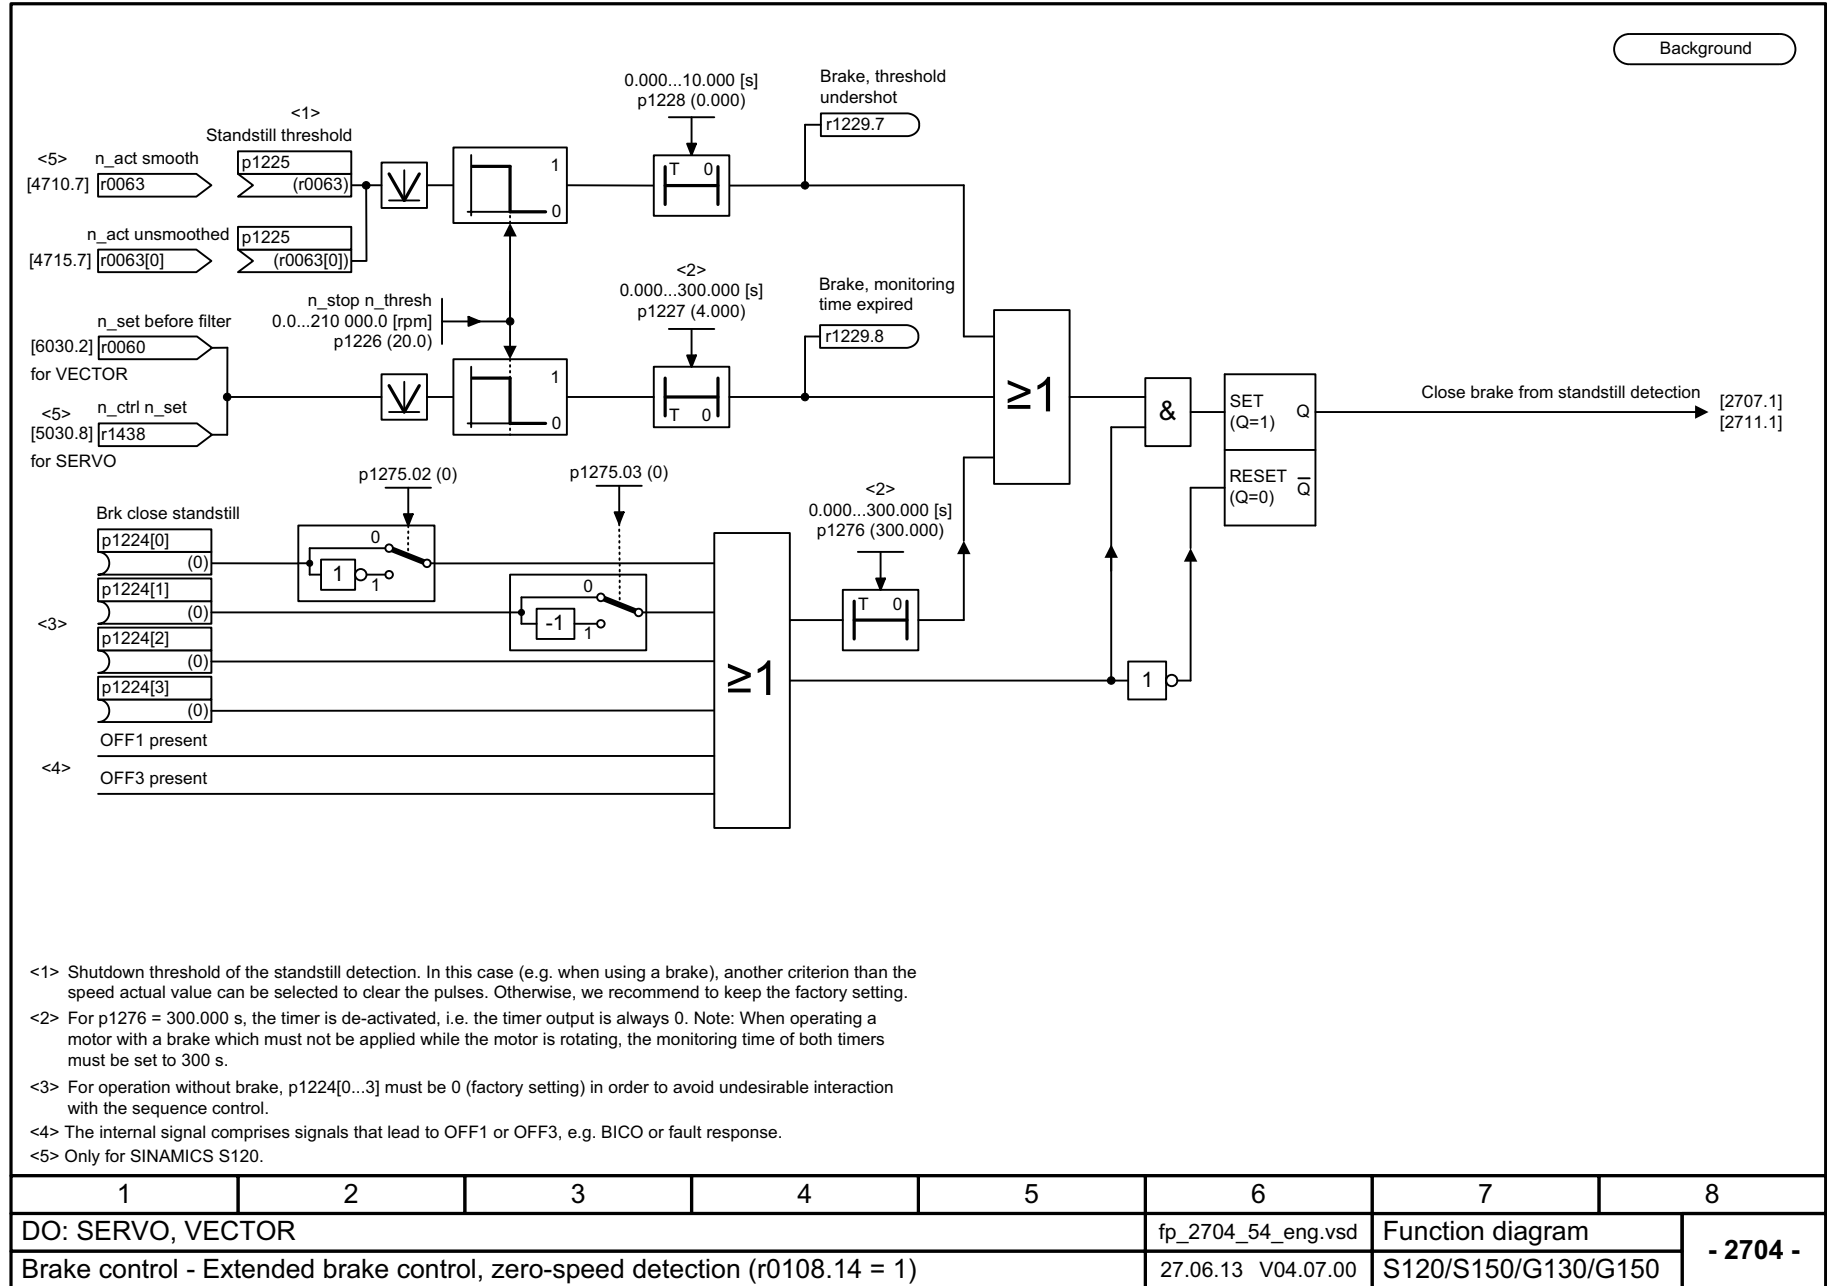 Background
0.000...10.000 [s]
p1228 (0.000)
Brake, threshold
undershot
r1229.7
<1>
Standstill threshold
<5> n_act smooth
p1225
[4710.7] r0063
(r0063)
1
0
T 0
n_act unsmoothed
p1225
[4715.7] r0063[0]
(r0063[0])
n_stop n_thresh
0.0...210 000.0 [rpm]
p1226 (20.0)
<2>
0.000...300.000 [s]
p1227 (4.000)
Brake, monitoring
time expired
r1229.8
n_set before filter
[6030.2] r0060
for VECTOR
<5> n_ctrl n_set
[5030.8] r1438
for SERVO
1
0
T 0
≥1
&
SET
(Q=1) Q
RESET
(Q=0) Q̅
Close brake from standstill detection
[2707.1]
[2711.1]
p1275.02 (0)
p1275.03 (0)
<2>
0.000...300.000 [s]
p1276 (300.000)
Brk close standstill
p1224[0]
(0)
0
1
1
p1224[1]
(0)
0
-1
1
<3>
p1224[2]
(0)
p1224[3]
(0)
T 0
≥1
1
OFF1 present
<4>
OFF3 present
<1> Shutdown threshold of the standstill detection. In this case (e.g. when using a brake), another criterion than the
speed actual value can be selected to clear the pulses. Otherwise, we recommend to keep the factory setting.
<2> For p1276 = 300.000 s, the timer is de-activated, i.e. the timer output is always 0. Note: When operating a
motor with a brake which must not be applied while the motor is rotating, the monitoring time of both timers
must be set to 300 s.
<3> For operation without brake, p1224[0...3] must be 0 (factory setting) in order to avoid undesirable interaction
with the sequence control.
<4> The internal signal comprises signals that lead to OFF1 or OFF3, e.g. BICO or fault response.
<5> Only for SINAMICS S120.
1 2 3 4 5 6 7 8
DO: SERVO, VECTOR
fp_2704_54_eng.vsd
Function diagram
- 2704 -
Brake control - Extended brake control, zero-speed detection (r0108.14 = 1)
27.06.13 V04.07.00
S120/S150/G130/G150